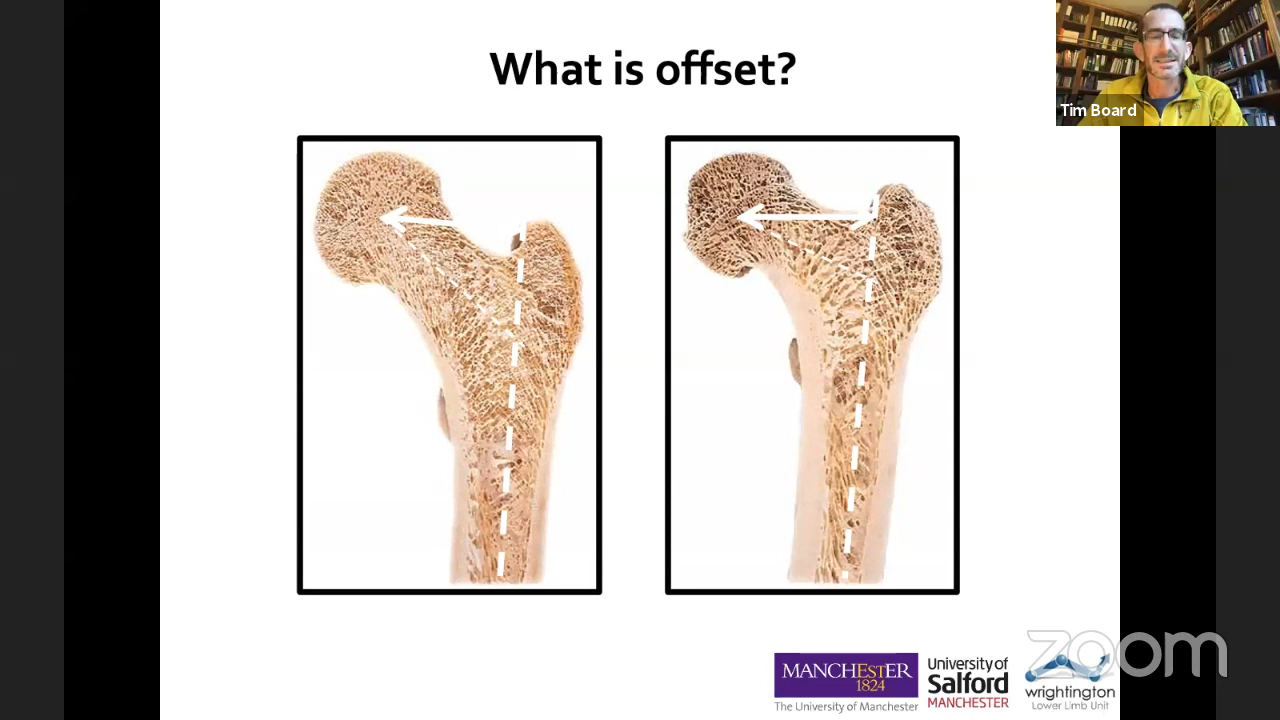 What is offset?
Tim Board
MANCHESTER
1824
The University of Manchester
University of
Salford
MANCHESTER
wrightington
Lower Limb Unit
zoom